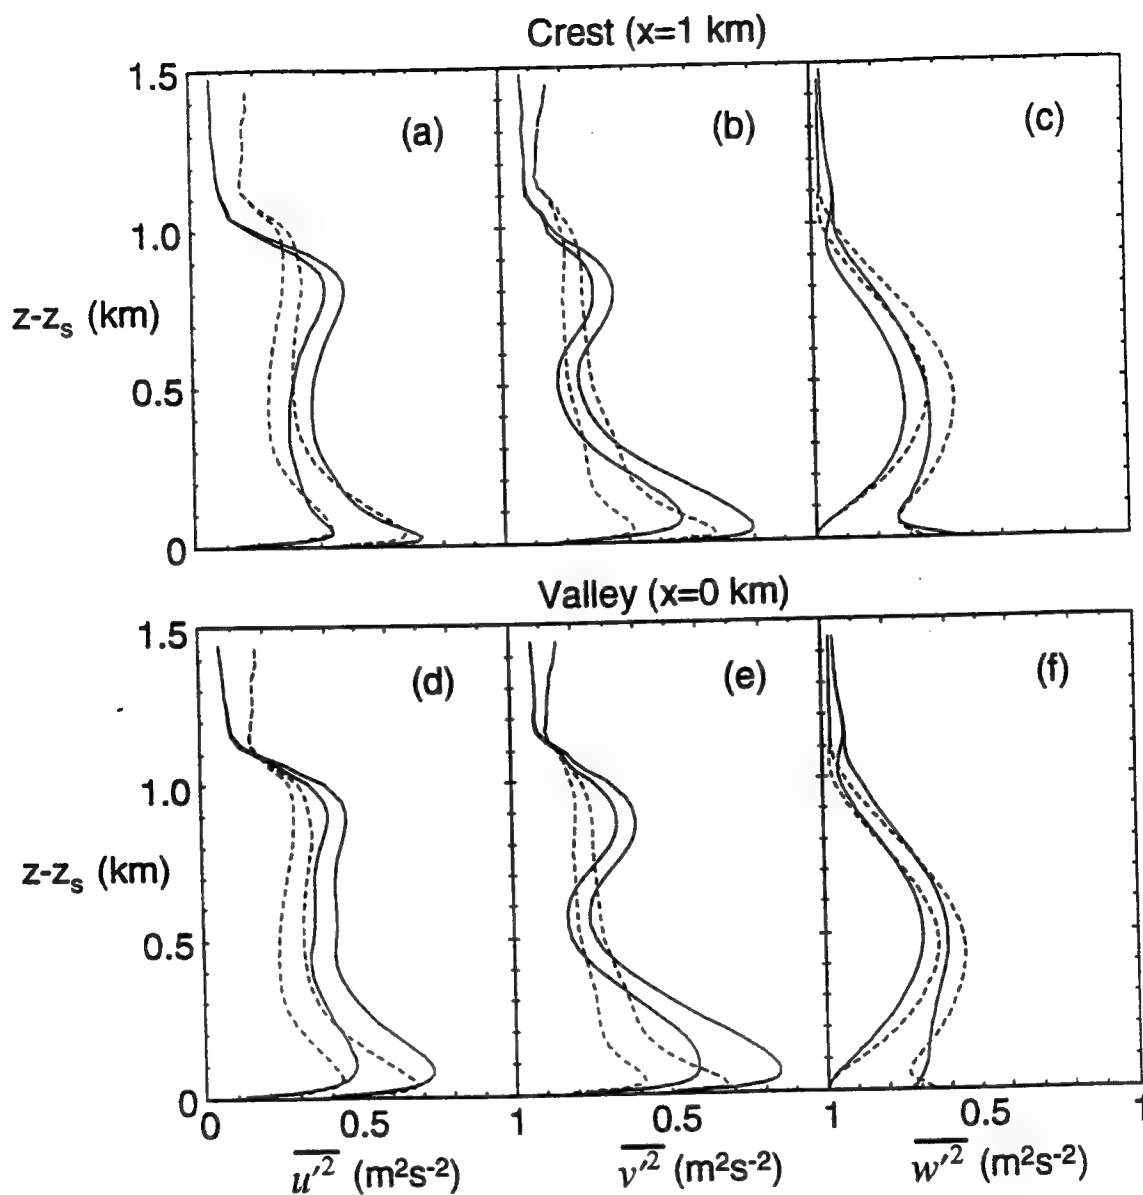 Crest (x=1 km)
1.5
(a)
(b)
(c)
1.0
z-zs (km)
0.5
0
Valley (x=0 km)
1.5
(d)
(e)
(f)
1.0
z-zs (km)
0.5
0
0 0.5 1 0.5 1 0.5 1
u'² (m²s⁻²) v'² (m²s⁻²) w'² (m²s⁻²)